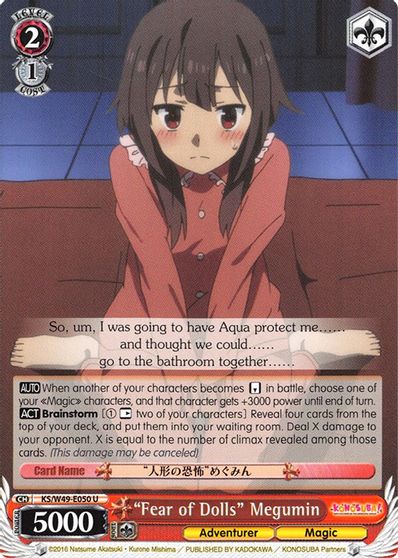 LEVEL
2
1
COST
So, um, I was going to have Aqua protect me……
and thought we could……
go to the bathroom together……
AUTO When another of your characters becomes in battle, choose one of
your «Magic» characters, and that character gets +3000 power until end of turn.
ACT Brainstorm [① two of your characters] Reveal four cards from the
top of your deck, and put them into your waiting room. Deal X damage to
your opponent. X is equal to the number of climax revealed among those
cards. (This damage may be canceled)
Card Name
“人形の恐怖”めぐみん
CH KS/W49-E050 U
5000
“Fear of Dolls” Megumin
KONOSUBA!
Adventurer
Magic
©2016 Natsume Akatsuki・Kurone Mishima / PUBLISHED BY KADOKAWA / KONOSUBA Partners